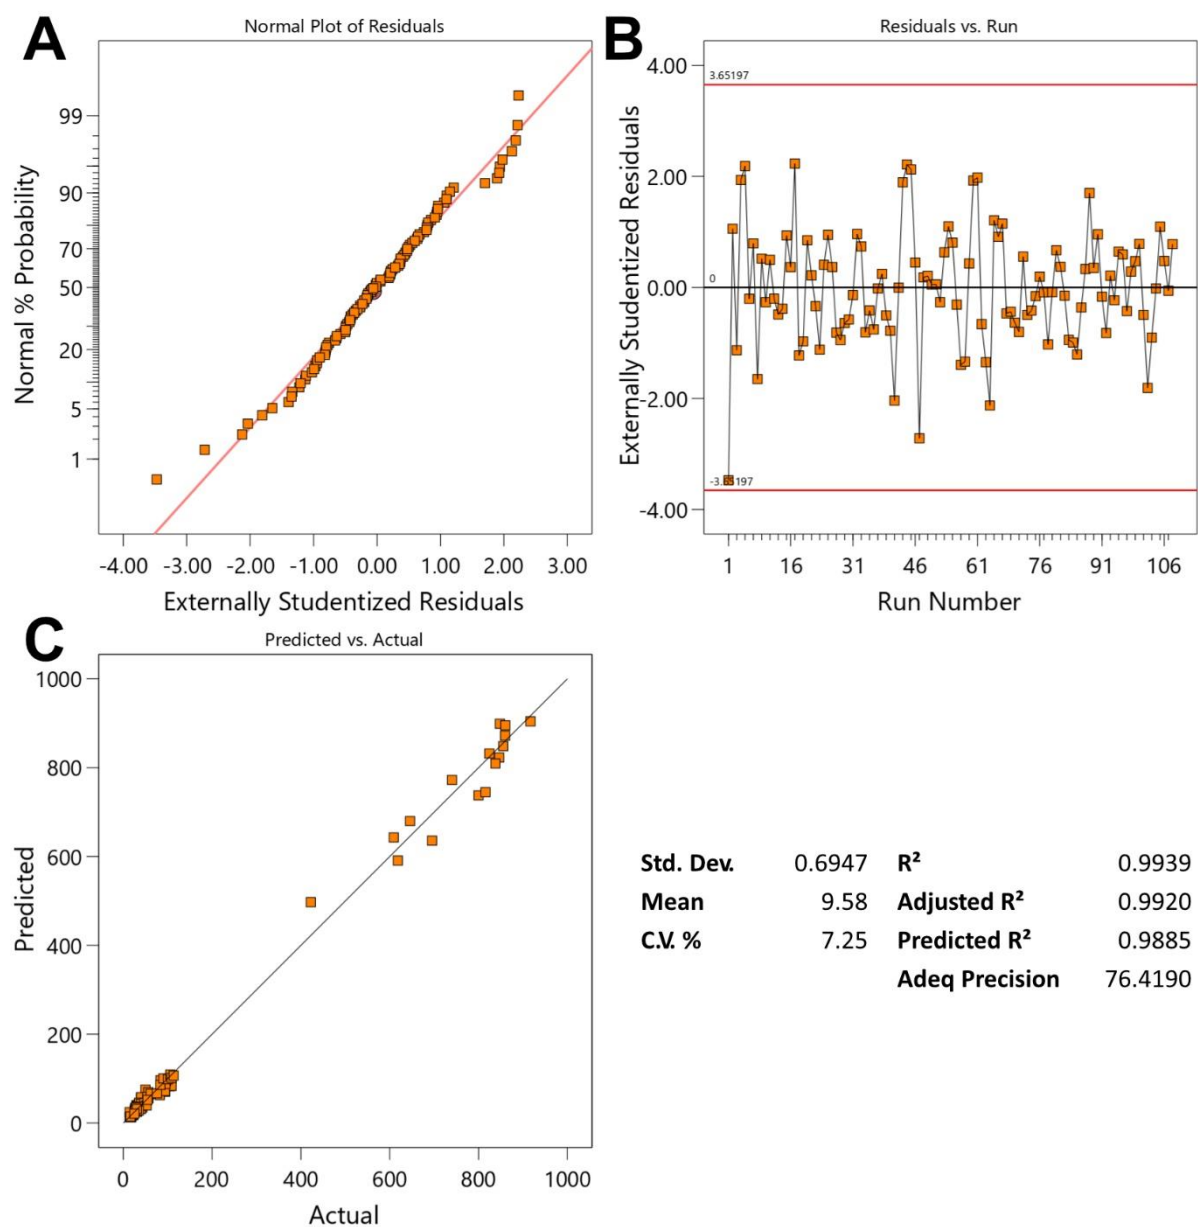 A
Normal Plot of Residuals
Normal % Probability
99
90
70
50
20
5
1
-4.00 -3.00 -2.00 -1.00 0.00 1.00 2.00 3.00
Externally Studentized Residuals
B
Residuals vs. Run
Externally Studentized Residuals
4.00
3.65197
2.00
0
0.00
-2.00
-3.65197
-4.00
1 16 31 46 61 76 91 106
Run Number
C
Predicted vs. Actual
Predicted
1000
800
600
400
200
0
0 200 400 600 800 1000
Actual
Std. Dev. 0.6947 R² 0.9939
Mean 9.58 Adjusted R² 0.9920
C.V. % 7.25 Predicted R² 0.9885
Adeq Precision 76.4190